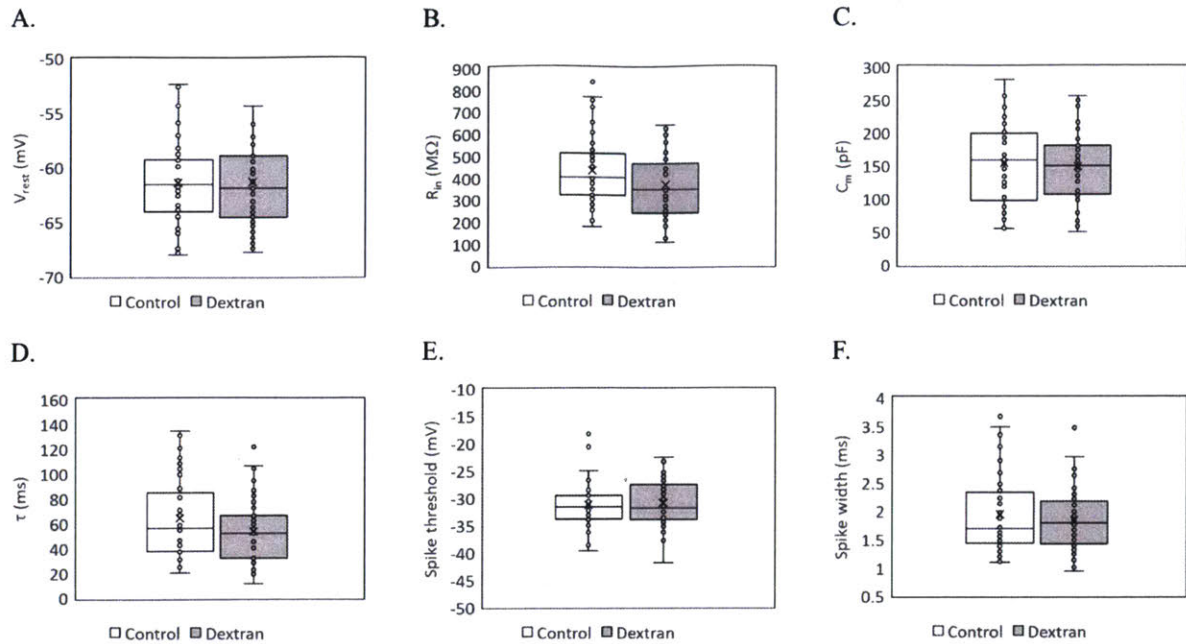 A.
V_rest (mV)
-50
-55
-60
-65
-70
Control Dextran
B.
R_in (MΩ)
900
800
700
600
500
400
300
200
100
0
Control Dextran
C.
C_m (pF)
300
250
200
150
100
50
0
Control Dextran
D.
τ (ms)
160
140
120
100
80
60
40
20
0
Control Dextran
E.
Spike threshold (mV)
-10
-15
-20
-25
-30
-35
-40
-45
-50
Control Dextran
F.
Spike width (ms)
4
3.5
3
2.5
2
1.5
1
0.5
Control Dextran